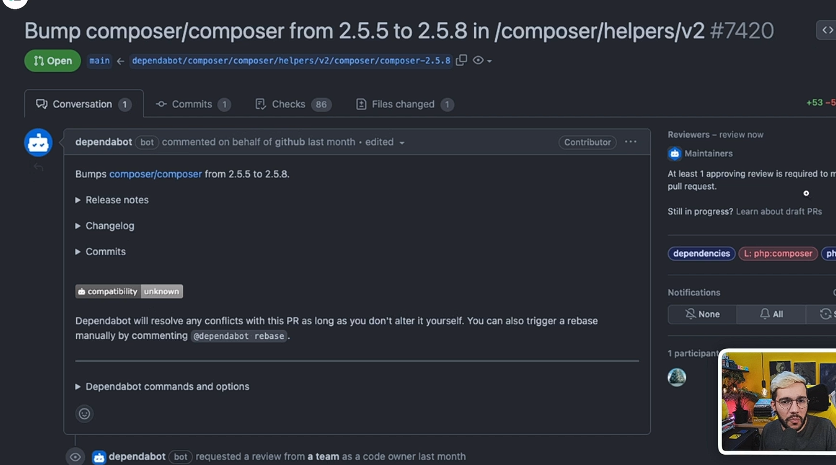 Bump composer/composer from 2.5.5 to 2.5.8 in /composer/helpers/v2 #7420
Open main ← dependabot/composer/composer/helpers/v2/composer/composer-2.5.8
Conversation 1 Commits 1 Checks 86 Files changed 1
+53 −5
dependabot bot commented on behalf of github last month • edited
Contributor
Bumps composer/composer from 2.5.5 to 2.5.8.
Release notes
Changelog
Commits
compatibility unknown
Dependabot will resolve any conflicts with this PR as long as you don't alter it yourself. You can also trigger a rebase
manually by commenting @dependabot rebase.
Dependabot commands and options
dependabot bot requested a review from a team as a code owner last month
Reviewers – review now
Maintainers
At least 1 approving review is required to m
pull request.
Still in progress? Learn about draft PRs
dependencies L: php:composer ph
Notifications
None All
1 participant